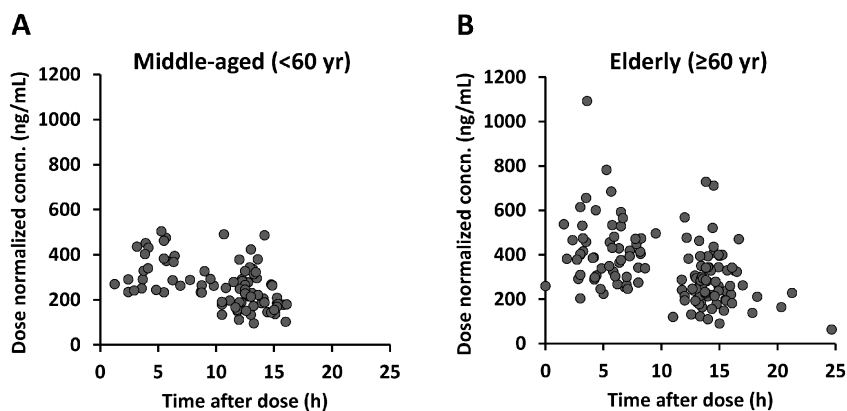 A
Middle-aged (<60 yr)
Dose normalized concn. (ng/mL)
1200
1000
800
600
400
200
0
0 5 10 15 20 25
Time after dose (h)
B
Elderly (≥60 yr)
Dose normalized concn. (ng/mL)
1200
1000
800
600
400
200
0
0 5 10 15 20 25
Time after dose (h)